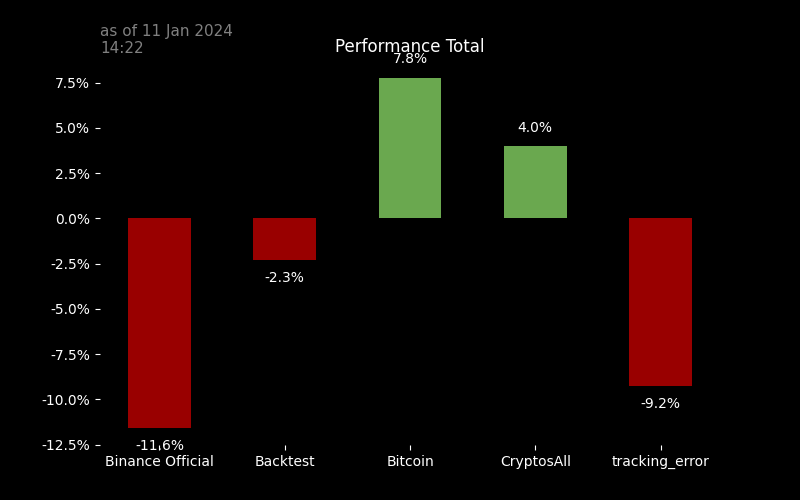 as of 11 Jan 2024
14:22
Performance Total
7.8%
7.5%
5.0%
4.0%
2.5%
0.0%
-2.5%
-2.3%
-5.0%
-7.5%
-10.0%
-9.2%
-12.5%
-11.6%
Binance Official
Backtest
Bitcoin
CryptosAll
tracking_error